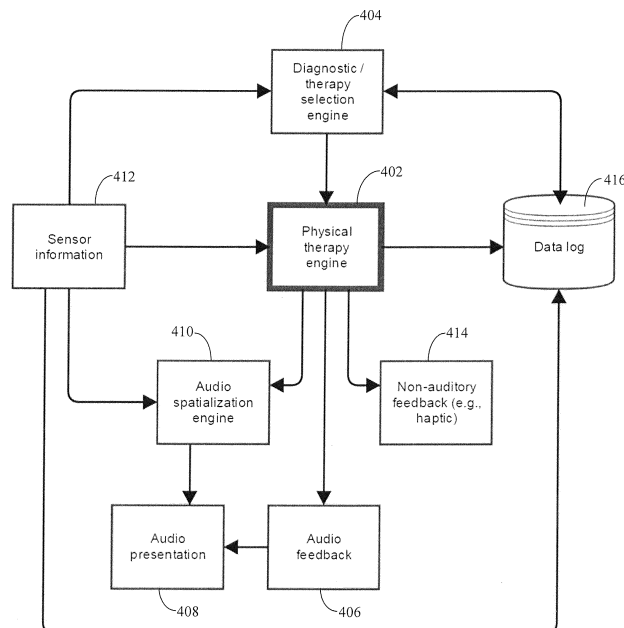 404
Diagnostic /
therapy
selection
engine
412
402
416
Sensor
information
Physical
therapy
engine
Data log
410
414
Audio
spatialization
engine
Non-auditory
feedback (e.g.,
haptic)
Audio
presentation
Audio
feedback
408
406